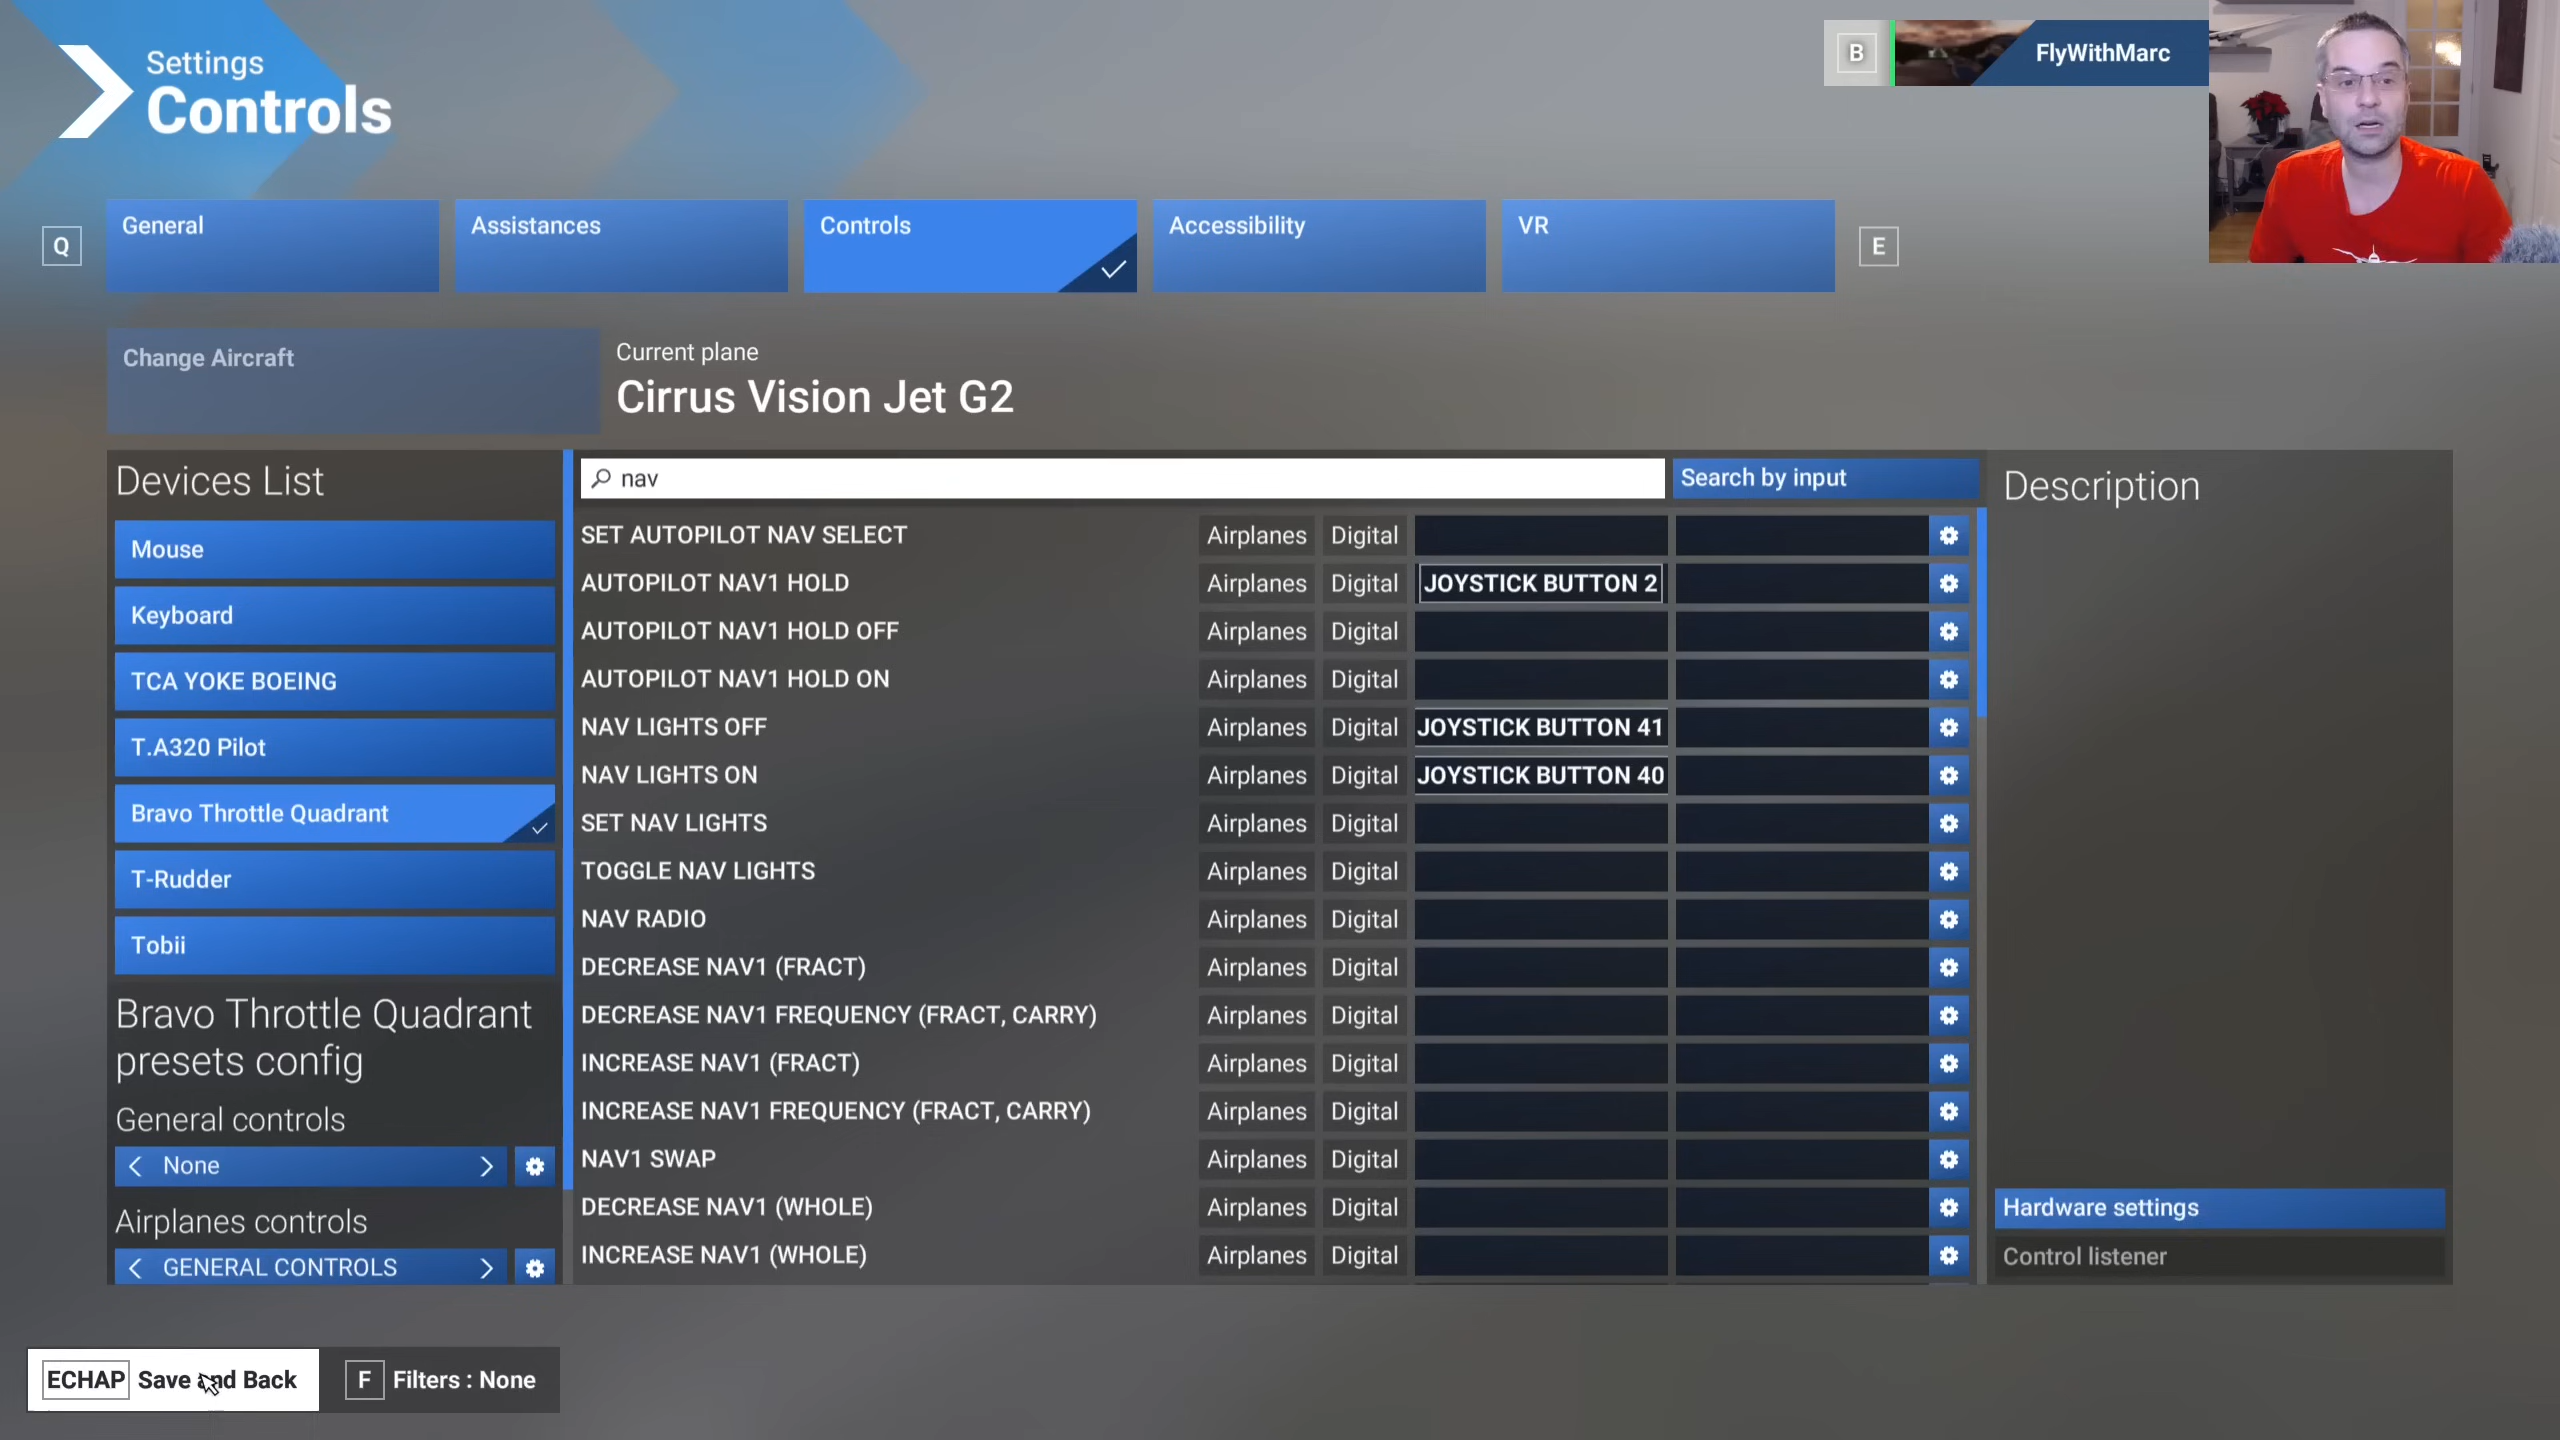 Settings
Controls
B
FlyWithMarc
Q
General
Assistances
Controls
Accessibility
VR
E
Change Aircraft
Current plane
Cirrus Vision Jet G2
Devices List
Mouse
Keyboard
TCA YOKE BOEING
T.A320 Pilot
Bravo Throttle Quadrant
T-Rudder
Tobii
Bravo Throttle Quadrant
presets config
General controls
None
Airplanes controls
GENERAL CONTROLS
nav
Search by input
SET AUTOPILOT NAV SELECT Airplanes Digital
AUTOPILOT NAV1 HOLD Airplanes Digital JOYSTICK BUTTON 2
AUTOPILOT NAV1 HOLD OFF Airplanes Digital
AUTOPILOT NAV1 HOLD ON Airplanes Digital
NAV LIGHTS OFF Airplanes Digital JOYSTICK BUTTON 41
NAV LIGHTS ON Airplanes Digital JOYSTICK BUTTON 40
SET NAV LIGHTS Airplanes Digital
TOGGLE NAV LIGHTS Airplanes Digital
NAV RADIO Airplanes Digital
DECREASE NAV1 (FRACT) Airplanes Digital
DECREASE NAV1 FREQUENCY (FRACT, CARRY) Airplanes Digital
INCREASE NAV1 (FRACT) Airplanes Digital
INCREASE NAV1 FREQUENCY (FRACT, CARRY) Airplanes Digital
NAV1 SWAP Airplanes Digital
DECREASE NAV1 (WHOLE) Airplanes Digital
INCREASE NAV1 (WHOLE) Airplanes Digital
Description
Hardware settings
Control listener
ECHAP Save and Back
F Filters : None